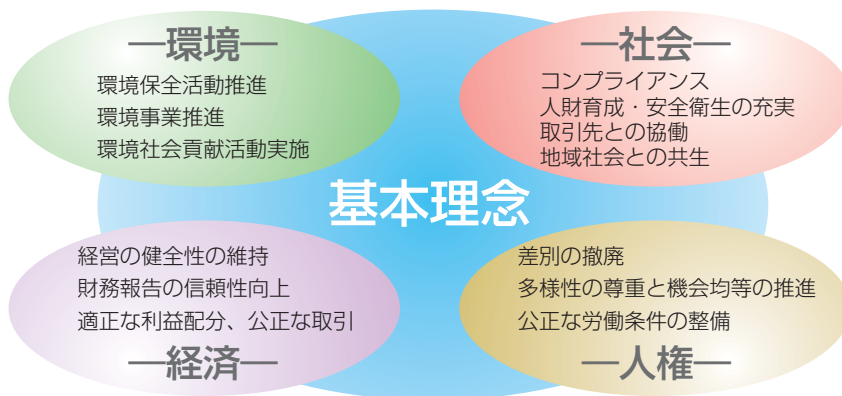 ―環境―
環境保全活動推進
環境事業推進
環境社会貢献活動実施
―社会―
コンプライアンス
人財育成・安全衛生の充実
取引先との協働
地域社会との共生
基本理念
経営の健全性の維持
財務報告の信頼性向上
適正な利益配分、公正な取引
―経済―
差別の撤廃
多様性の尊重と機会均等の推進
公正な労働条件の整備
―人権―